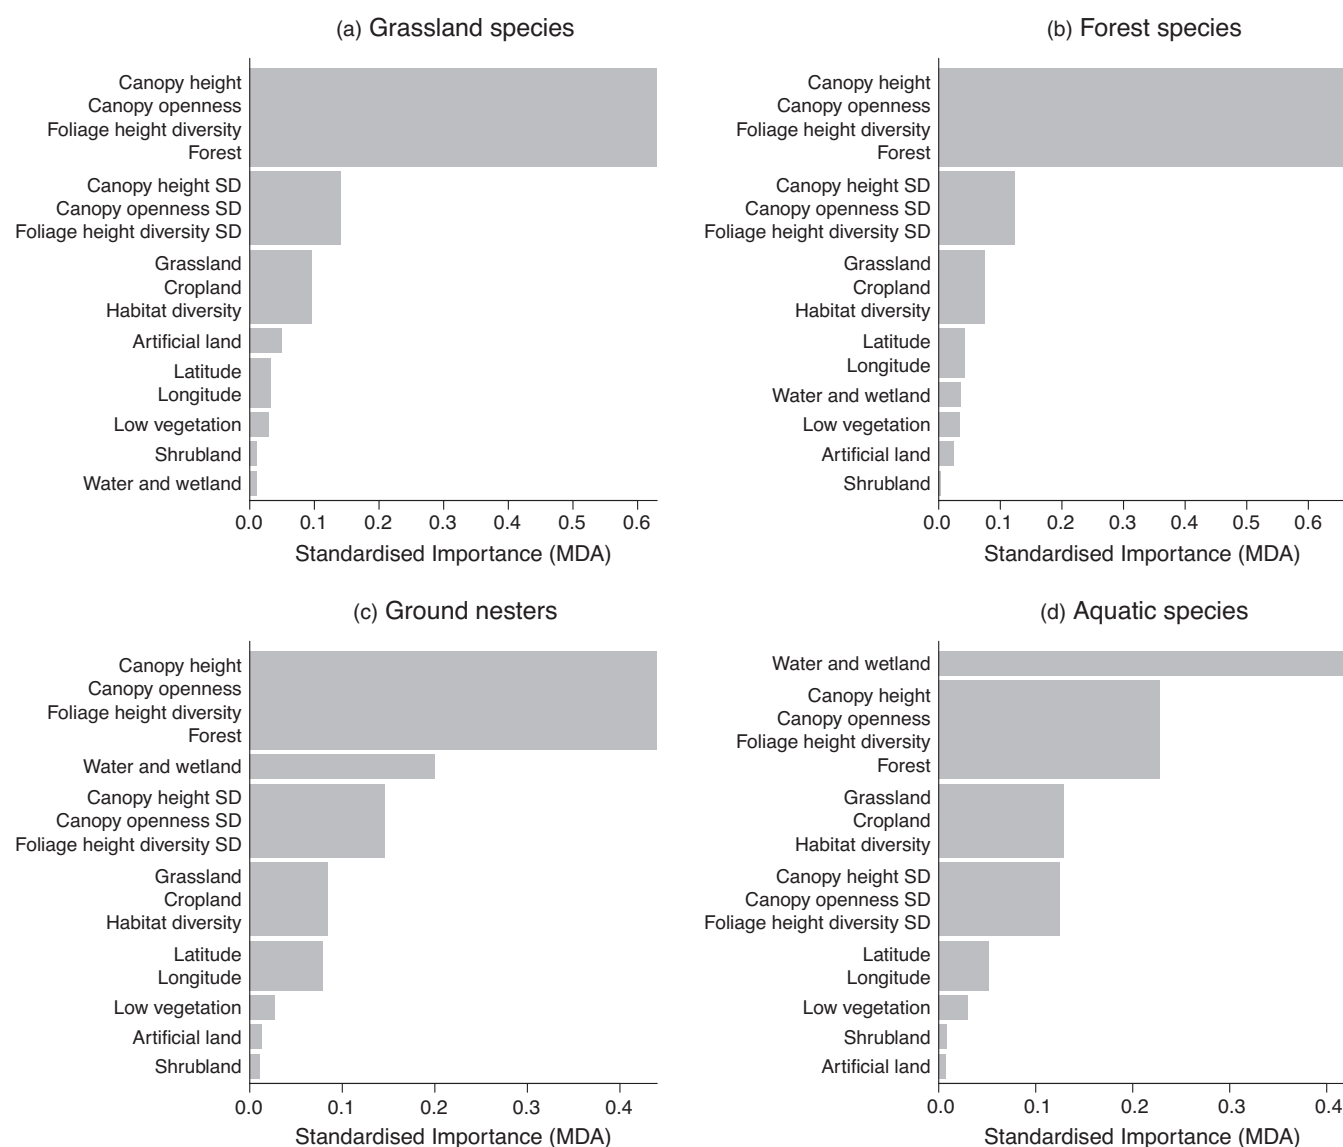 (a) Grassland species
Canopy height
Canopy openness
Foliage height diversity
Forest
Canopy height SD
Canopy openness SD
Foliage height diversity SD
Grassland
Cropland
Habitat diversity
Artificial land
Latitude
Longitude
Low vegetation
Shrubland
Water and wetland
0.0 0.1 0.2 0.3 0.4 0.5 0.6
Standardised Importance (MDA)
(b) Forest species
Canopy height
Canopy openness
Foliage height diversity
Forest
Canopy height SD
Canopy openness SD
Foliage height diversity SD
Grassland
Cropland
Habitat diversity
Latitude
Longitude
Water and wetland
Low vegetation
Artificial land
Shrubland
0.0 0.1 0.2 0.3 0.4 0.5 0.6
Standardised Importance (MDA)
(c) Ground nesters
Canopy height
Canopy openness
Foliage height diversity
Forest
Water and wetland
Canopy height SD
Canopy openness SD
Foliage height diversity SD
Grassland
Cropland
Habitat diversity
Latitude
Longitude
Low vegetation
Artificial land
Shrubland
0.0 0.1 0.2 0.3 0.4
Standardised Importance (MDA)
(d) Aquatic species
Water and wetland
Canopy height
Canopy openness
Foliage height diversity
Forest
Grassland
Cropland
Habitat diversity
Canopy height SD
Canopy openness SD
Foliage height diversity SD
Latitude
Longitude
Low vegetation
Shrubland
Artificial land
0.0 0.1 0.2 0.3 0.4
Standardised Importance (MDA)